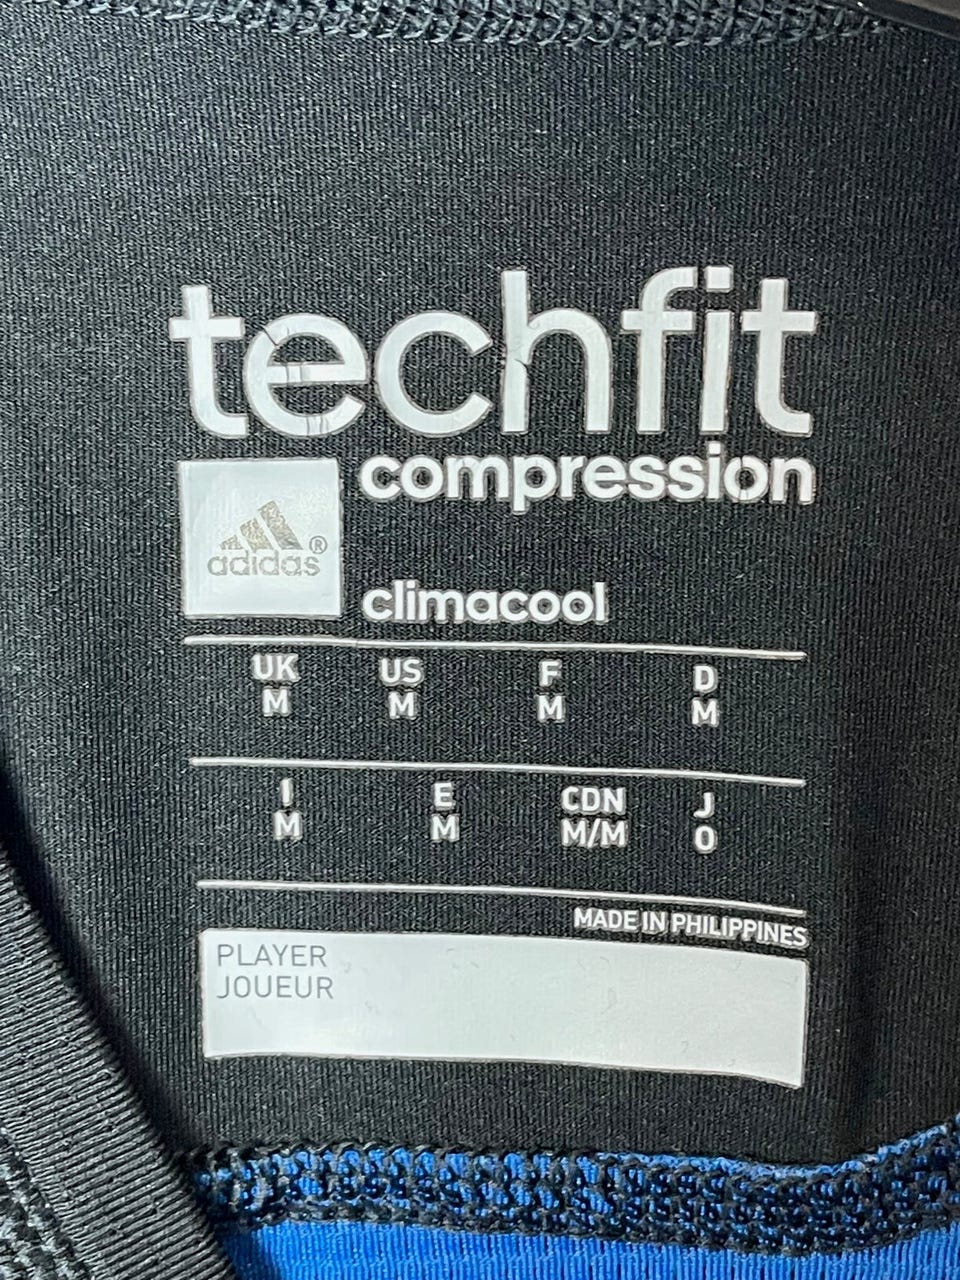 techfit
compression
adidas®
climacool
UK US F D
M M M M
I E CDN J
M M M/M O
MADE IN PHILIPPINES
PLAYER
JOUEUR